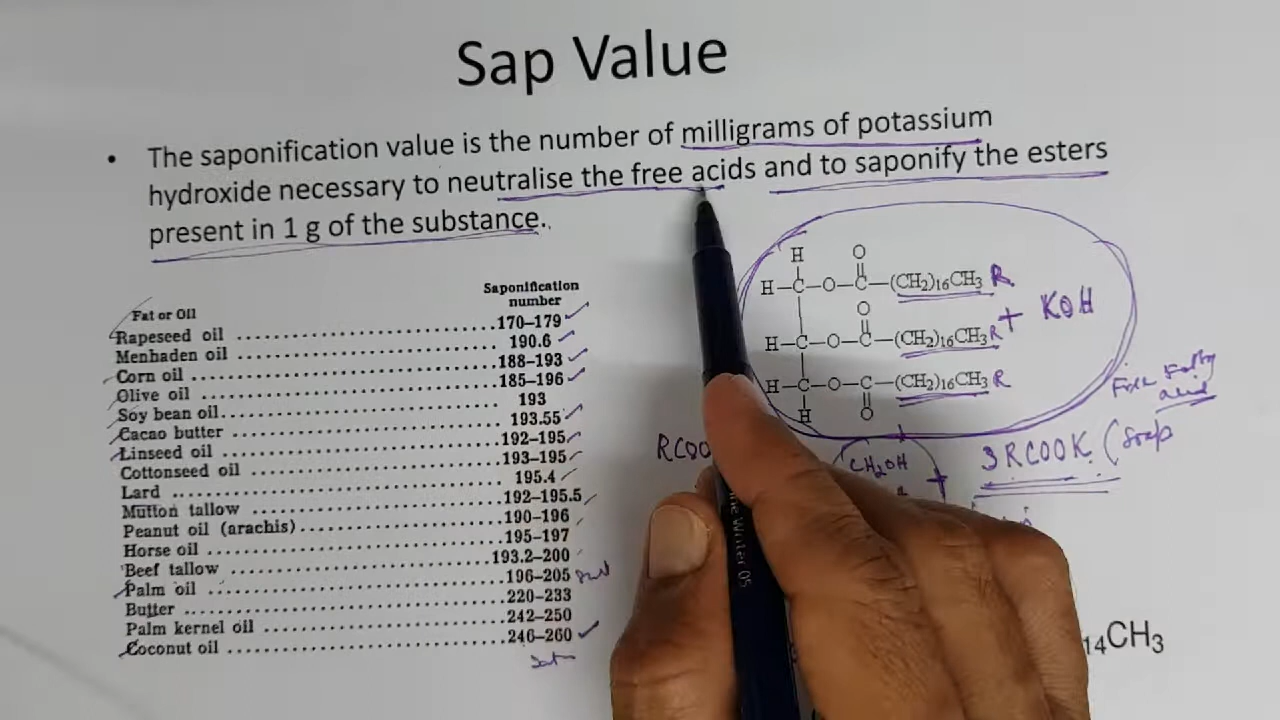 Sap Value
• The saponification value is the number of milligrams of potassium
hydroxide necessary to neutralise the free acids and to saponify the esters
present in 1 g of the substance.
Saponification
number
Fat or Oil
Rapeseed oil ........ 170–179
Menhaden oil ........ 190.6
Corn oil ........ 188–193
Olive oil ........ 185–196
Soy bean oil ........ 193
Cacao butter ........ 193.55
Linseed oil ........ 192–195
Cottonseed oil ........ 193–195
Lard ........ 195.4
Mutton tallow ........ 192–195.5
Peanut oil (arachis) ........ 190–196
Horse oil ........ 195–197
Beef tallow ........ 193.2–200
Palm oil ........ 196–205
Butter ........ 220–233
Palm kernel oil ........ 242–250
Coconut oil ........ 246–260
H O
H–C–O–C–(CH2)16CH3 R
O
H–C–O–C–(CH2)16CH3 R + KOH
H–C–O–C–(CH2)16CH3 R
H O
Free Fatty
acid
RCOO
CH2OH + 3RCOOK (Soap
14CH3